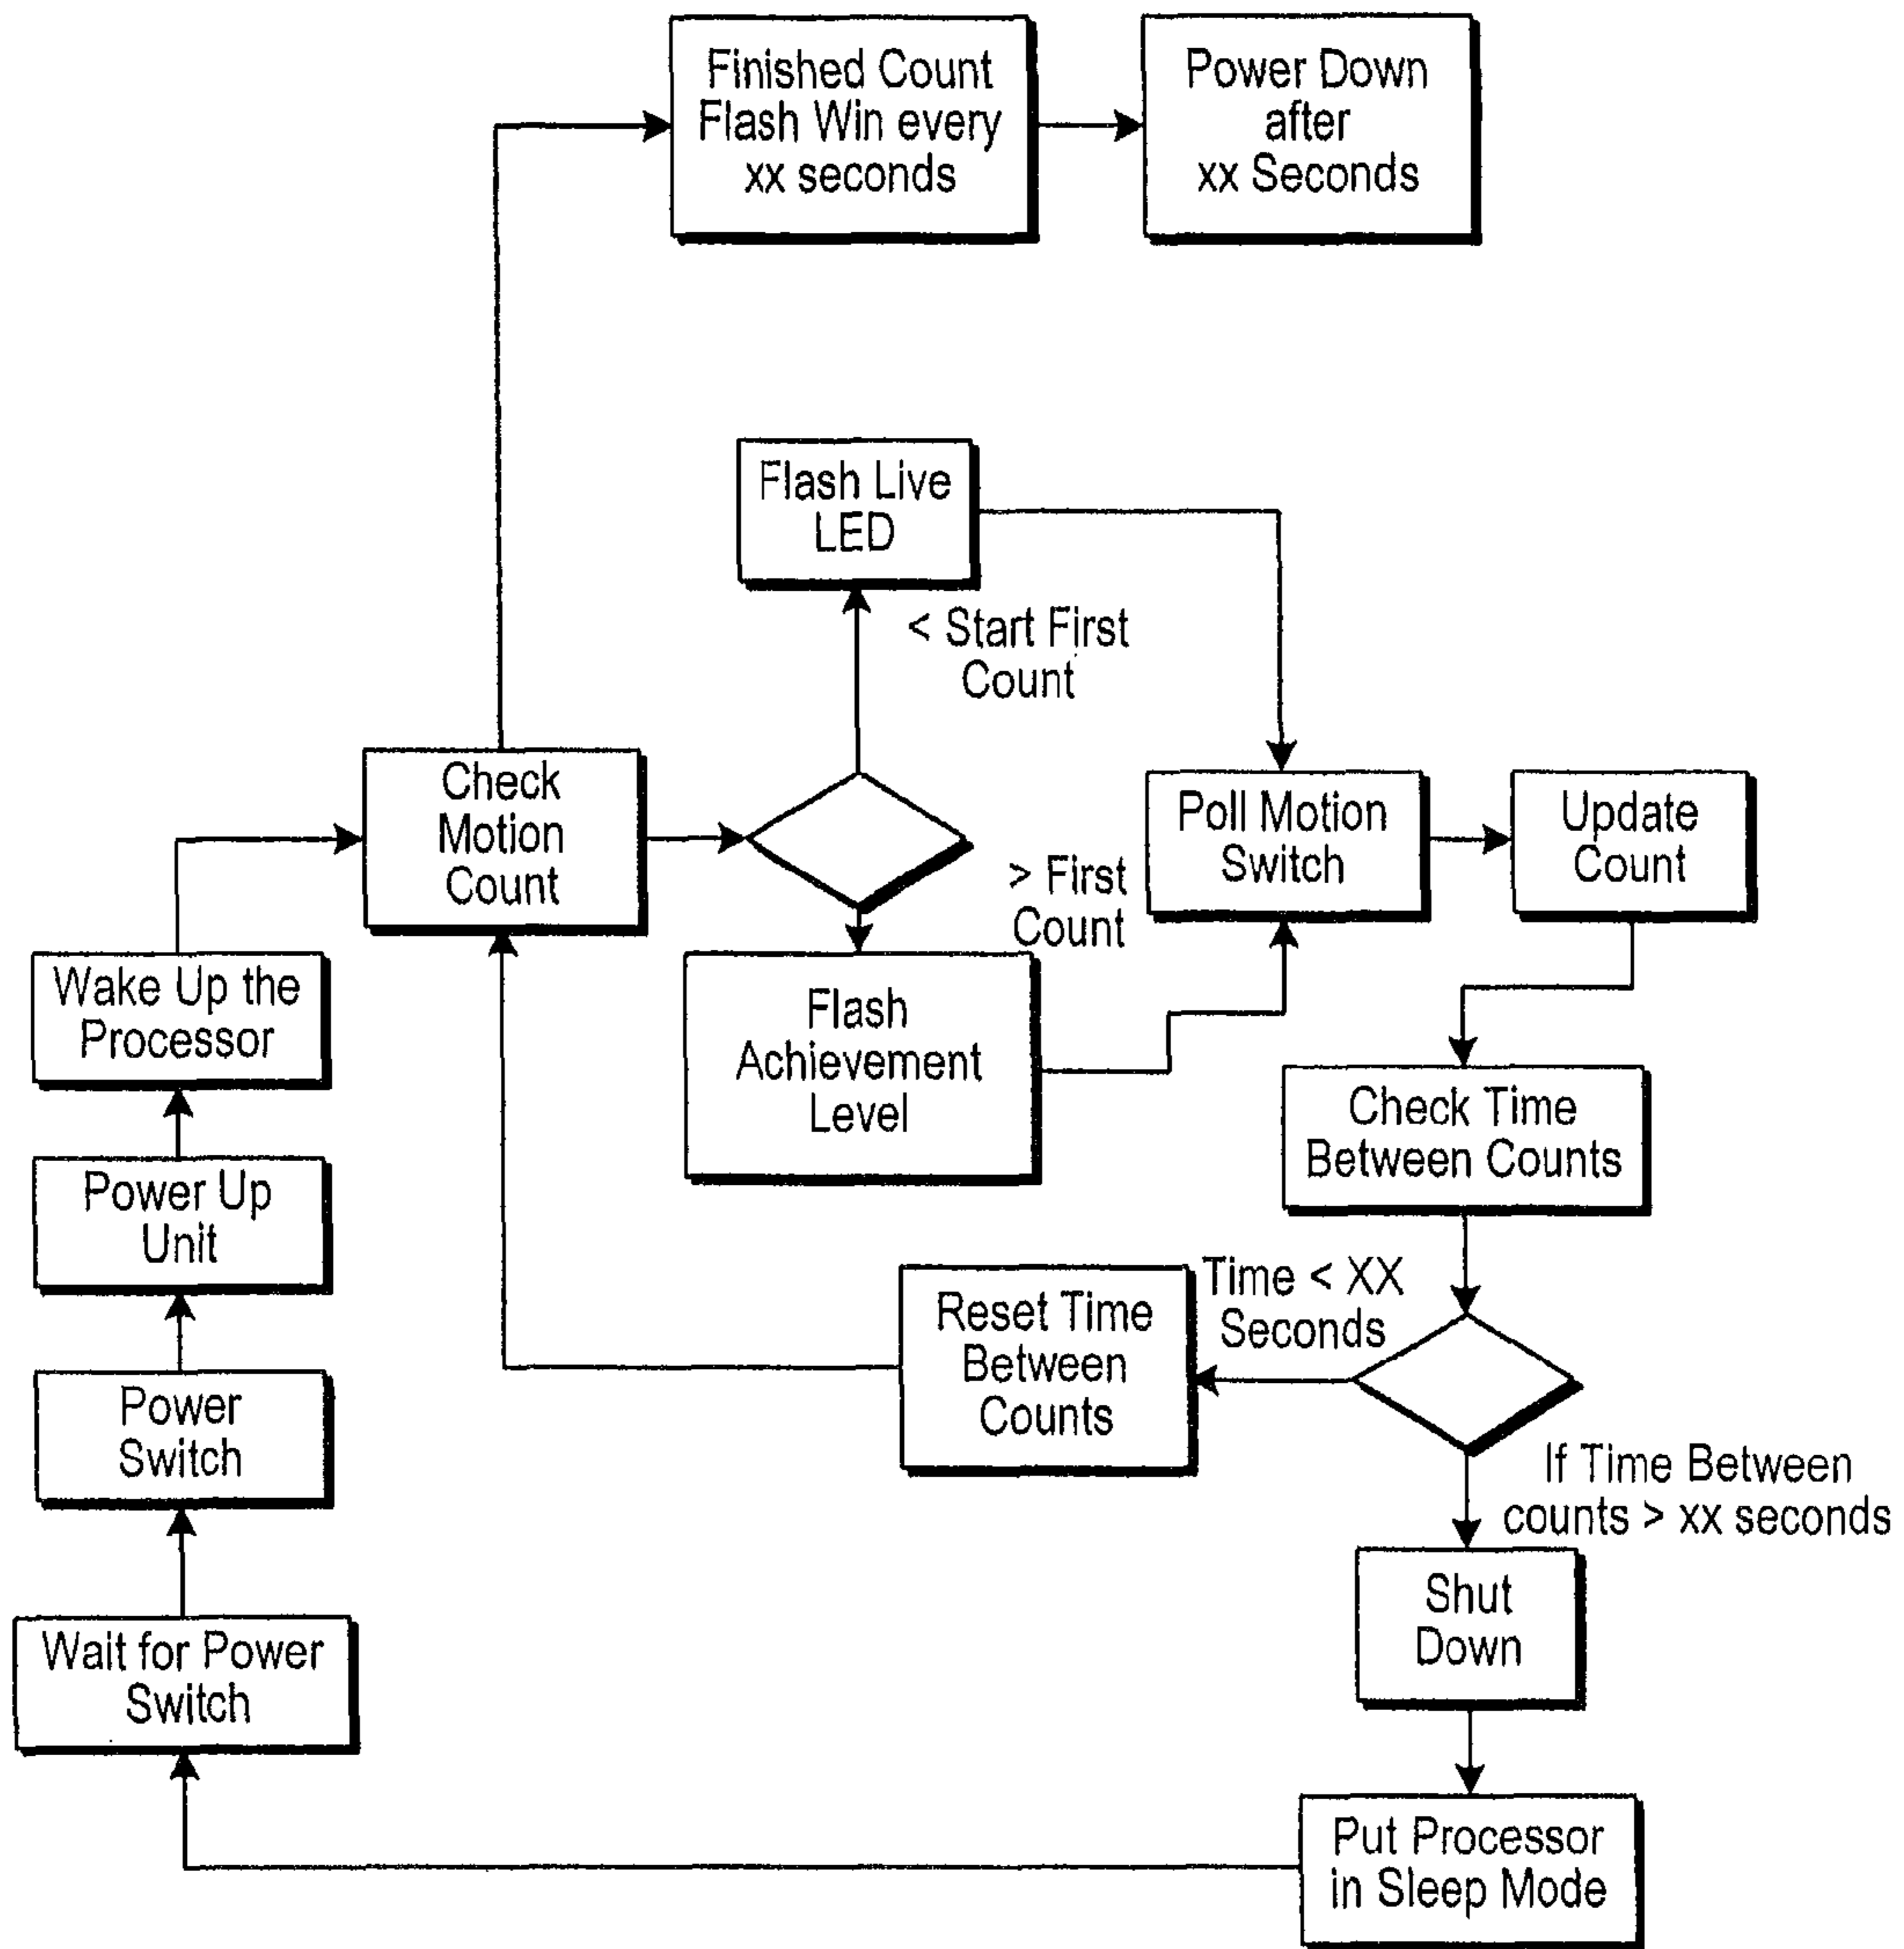 Finished Count
Flash Win every
xx seconds
Power Down
after
xx Seconds
Flash Live
LED
< Start First
Count
Check
Motion
Count
Poll Motion
Switch
Update
Count
> First
Count
Wake Up the
Processor
Flash
Achievement
Level
Check Time
Between Counts
Power Up
Unit
Time < XX
Seconds
Reset Time
Between
Counts
Power
Switch
If Time Between
counts > xx seconds
Shut
Down
Wait for Power
Switch
Put Processor
in Sleep Mode